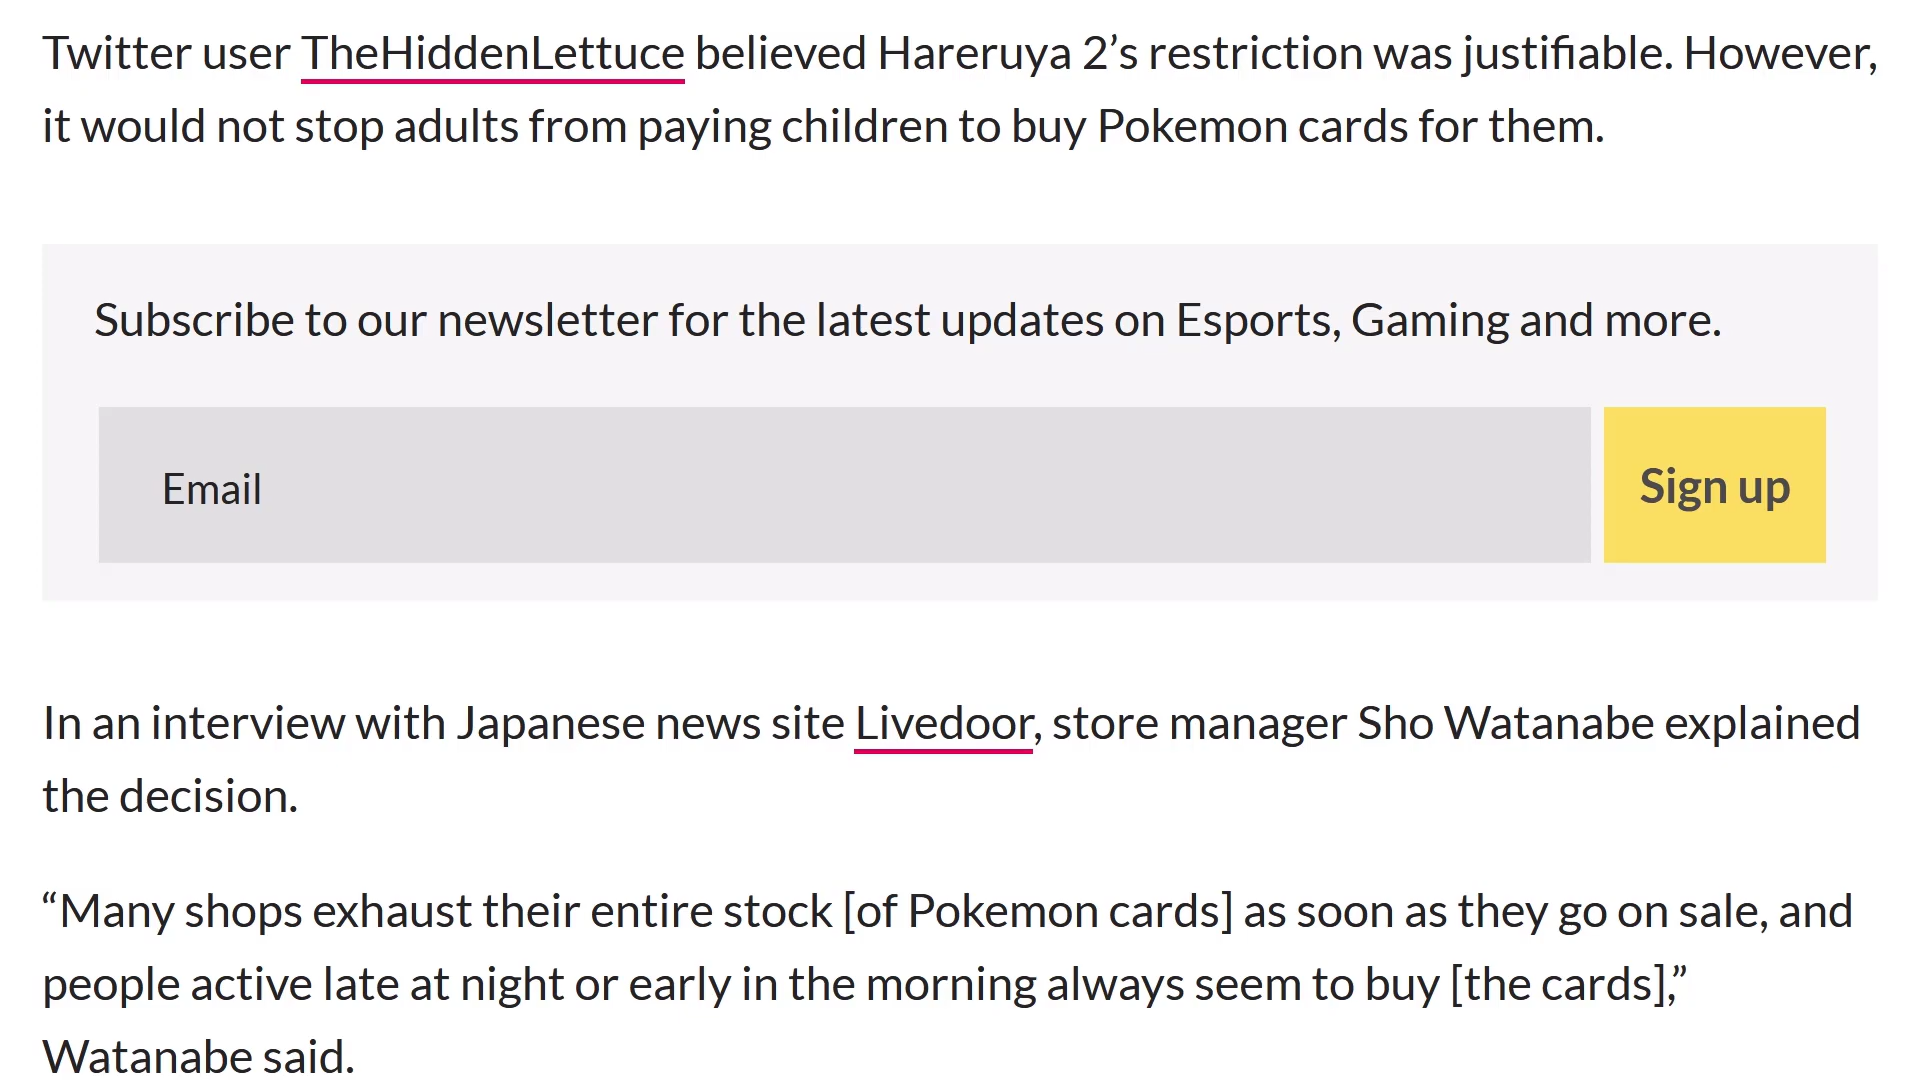 Twitter user TheHiddenLettuce believed Hareruya 2’s restriction was justifiable. However,
it would not stop adults from paying children to buy Pokemon cards for them.
Subscribe to our newsletter for the latest updates on Esports, Gaming and more.
Email
Sign up
In an interview with Japanese news site Livedoor, store manager Sho Watanabe explained
the decision.
“Many shops exhaust their entire stock [of Pokemon cards] as soon as they go on sale, and
people active late at night or early in the morning always seem to buy [the cards],”
Watanabe said.